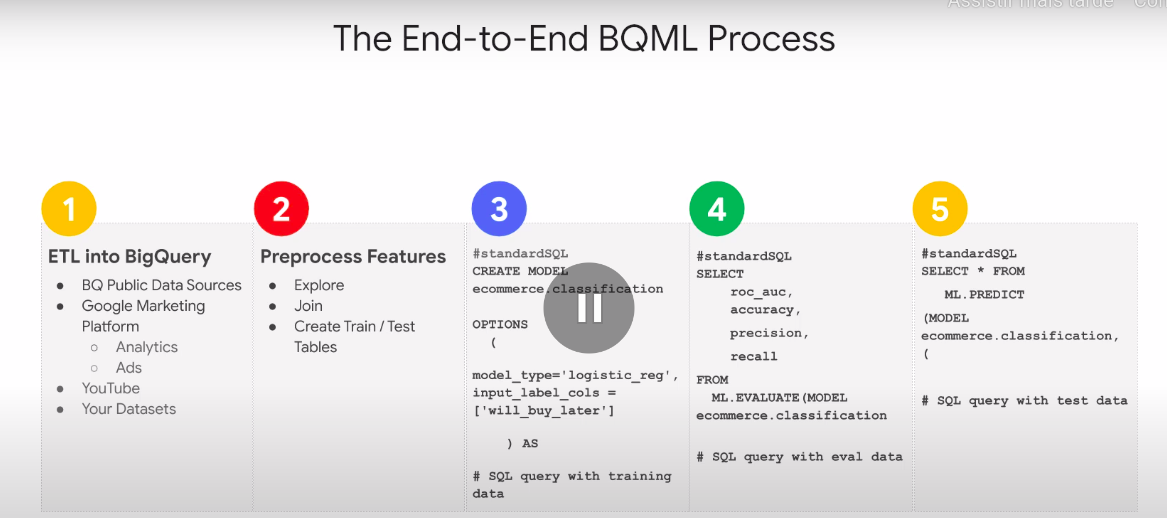 Assistir mais tarde
The End-to-End BQML Process
1
ETL into BigQuery
BQ Public Data Sources
Google Marketing
Platform
Analytics
Ads
YouTube
Your Datasets
2
Preprocess Features
Explore
Join
Create Train / Test
Tables
3
#standardSQL
CREATE MODEL
ecommerce.classification
OPTIONS
(
model_type='logistic_reg',
input_label_cols =
['will_buy_later']
) AS
# SQL query with training
data
4
#standardSQL
SELECT
roc_auc,
accuracy,
precision,
recall
FROM
ML.EVALUATE(MODEL
ecommerce.classification
# SQL query with eval data
5
#standardSQL
SELECT * FROM
ML.PREDICT
(MODEL
ecommerce.classification,
(
# SQL query with test data